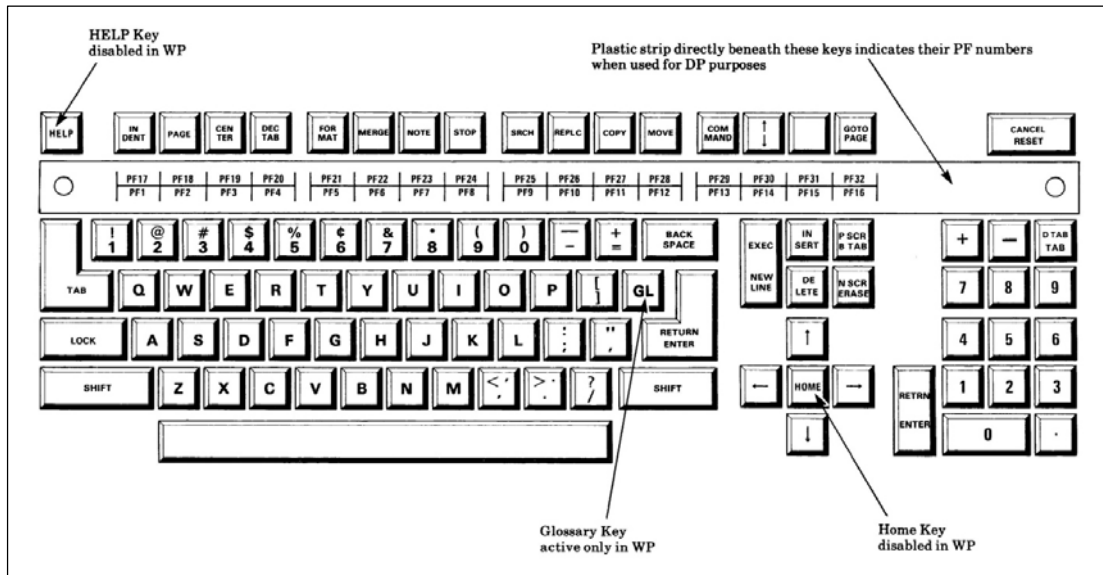 HELP Key
disabled in WP
Plastic strip directly beneath these keys indicates their PF numbers
when used for DP purposes
HELP
IN
DENT
PAGE
CEN
TER
DEC
TAB
FOR
MAT
MERGE
NOTE
STOP
SRCH
REPLC
COPY
MOVE
COM
MAND
↑
↓
GOTO
PAGE
CANCEL
RESET
PF17 PF18 PF19 PF20 PF21 PF22 PF23 PF24 PF25 PF26 PF27 PF28 PF29 PF30 PF31 PF32
PF1 PF2 PF3 PF4 PF5 PF6 PF7 PF8 PF9 PF10 PF11 PF12 PF13 PF14 PF15 PF16
TAB
!
1
@
2
#
3
$
4
%
5
¢
6
&
7
*
8
(
9
)
0
—
-
+
=
BACK
SPACE
EXEC
NEW
LINE
IN
SERT
P SCR
B TAB
+
—
D TAB
TAB
Q
W
E
R
T
Y
U
I
O
P
[
]
GL
RETURN
ENTER
DE
LETE
N SCR
ERASE
7
8
9
LOCK
A
S
D
F
G
H
J
K
L
:
;
"
'
↑
4
5
6
SHIFT
Z
X
C
V
B
N
M
< ,
,
> .
.
?
/
SHIFT
←
HOME
→
RETRN
ENTER
1
2
3
↓
0
.
Glossary Key
active only in WP
Home Key
disabled in WP